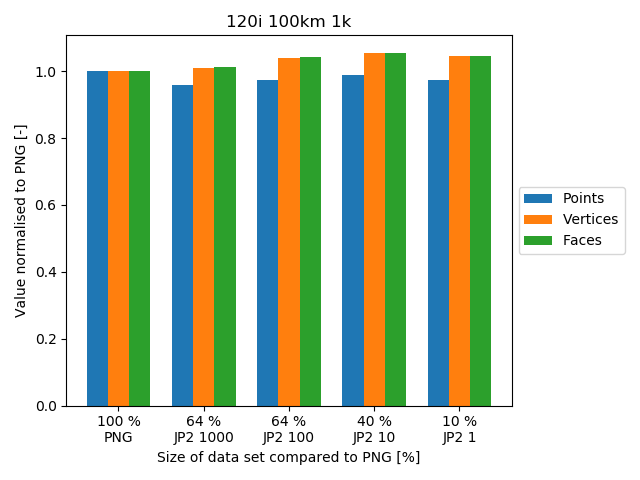 120i 100km 1k
Value normalised to PNG [-]
1.0
0.8
0.6
0.4
0.2
0.0
100 %
PNG
64 %
JP2 1000
64 %
JP2 100
40 %
JP2 10
10 %
JP2 1
Size of data set compared to PNG [%]
Points
Vertices
Faces